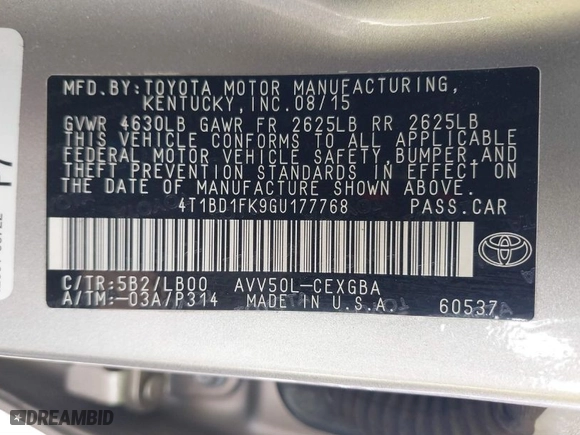 MFD.BY:TOYOTA MOTOR MANUFACTURING,
KENTUCKY,INC.08/15
GVWR 4630LB GAWR FR 2625LB RR 2625LB
THIS VEHICLE CONFORMS TO ALL APPLICABLE
FEDERAL MOTOR VEHICLE SAFETY,BUMPER,AND
THEFT PREVENTION STANDARDS IN EFFECT ON
THE DATE OF MANUFACTURE SHOWN ABOVE.
4T1BD1FK9GU177768 PASS.CAR
C/TR:5B2/LB00 AVV50L-CEXGBA
A/TM:-03A/P314 MADE IN U.S.A. 60537
DREAMBID